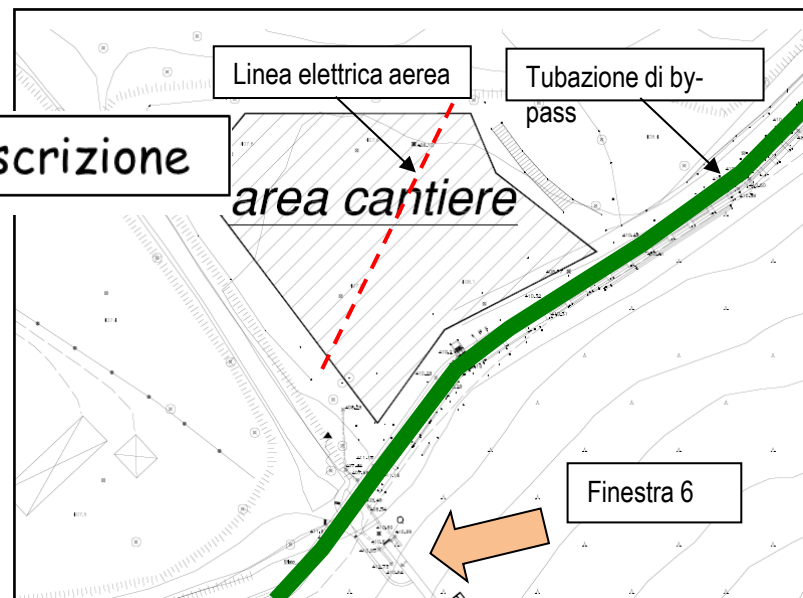 Linea elettrica aerea
Tubazione di by-
pass
scrizione
area cantiere
Finestra 6